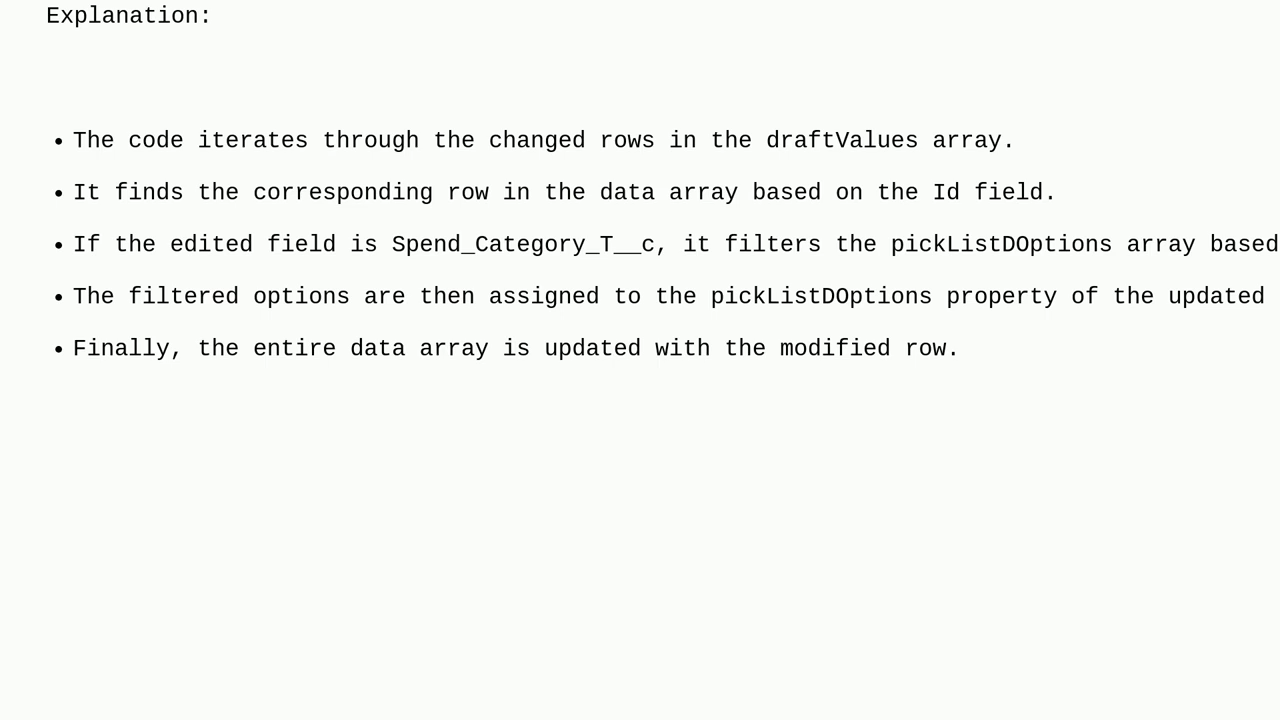 Explanation:
• The code iterates through the changed rows in the draftValues array.
• It finds the corresponding row in the data array based on the Id field.
• If the edited field is Spend_Category_T__c, it filters the pickListDOptions array based
• The filtered options are then assigned to the pickListDOptions property of the updated
• Finally, the entire data array is updated with the modified row.